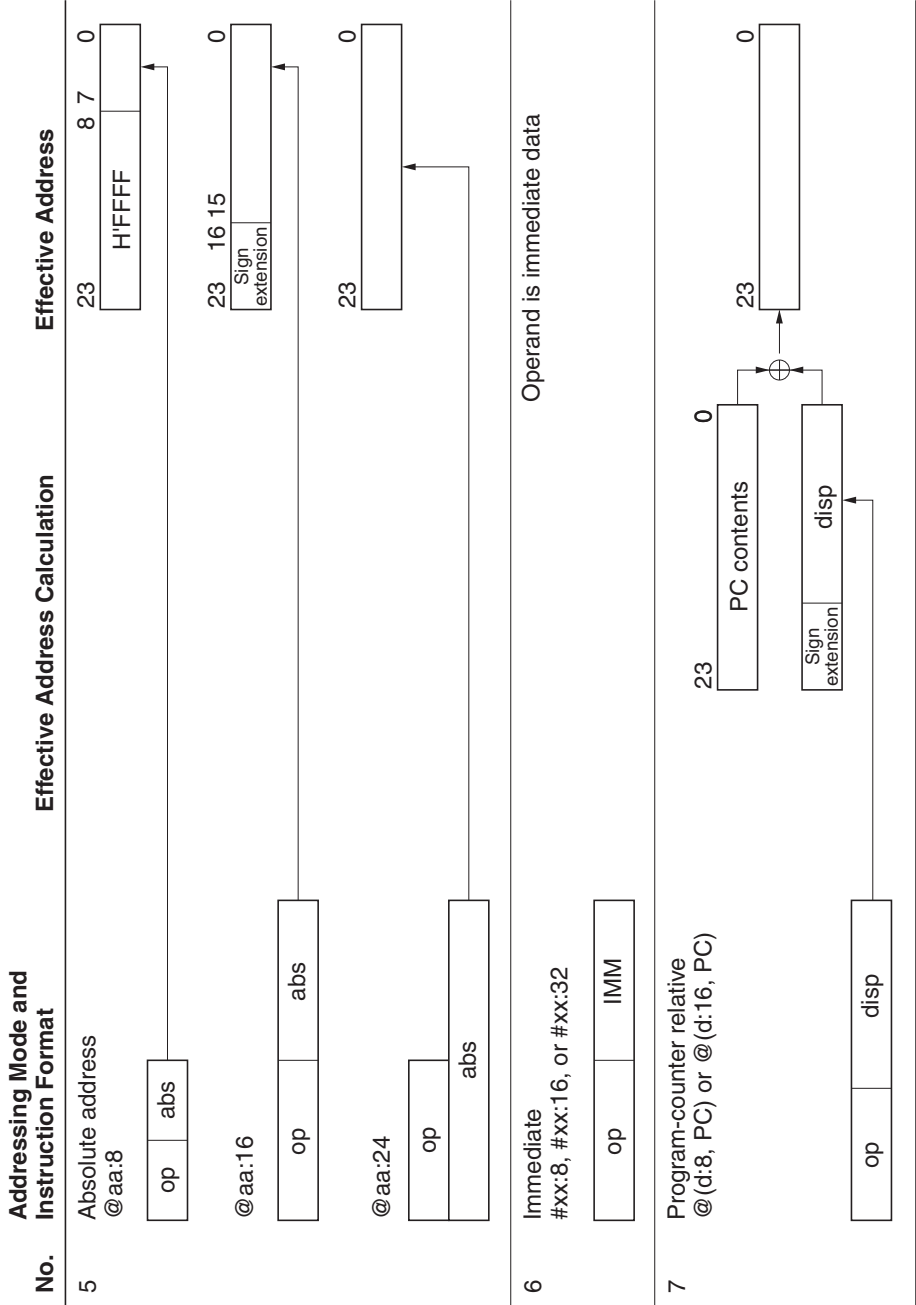 No. Addressing Mode and Instruction Format Effective Address Calculation Effective Address
5 Absolute address
@aa:8
op abs
23 8 7 0
H'FFFF
@aa:16
op abs
23 16 15 0
Sign extension
@aa:24
op
abs
23 0
6 Immediate
#xx:8, #xx:16, or #xx:32
op IMM
Operand is immediate data
7 Program-counter relative
@(d:8, PC) or @(d:16, PC)
op disp
23 0
PC contents
Sign extension disp
23 0